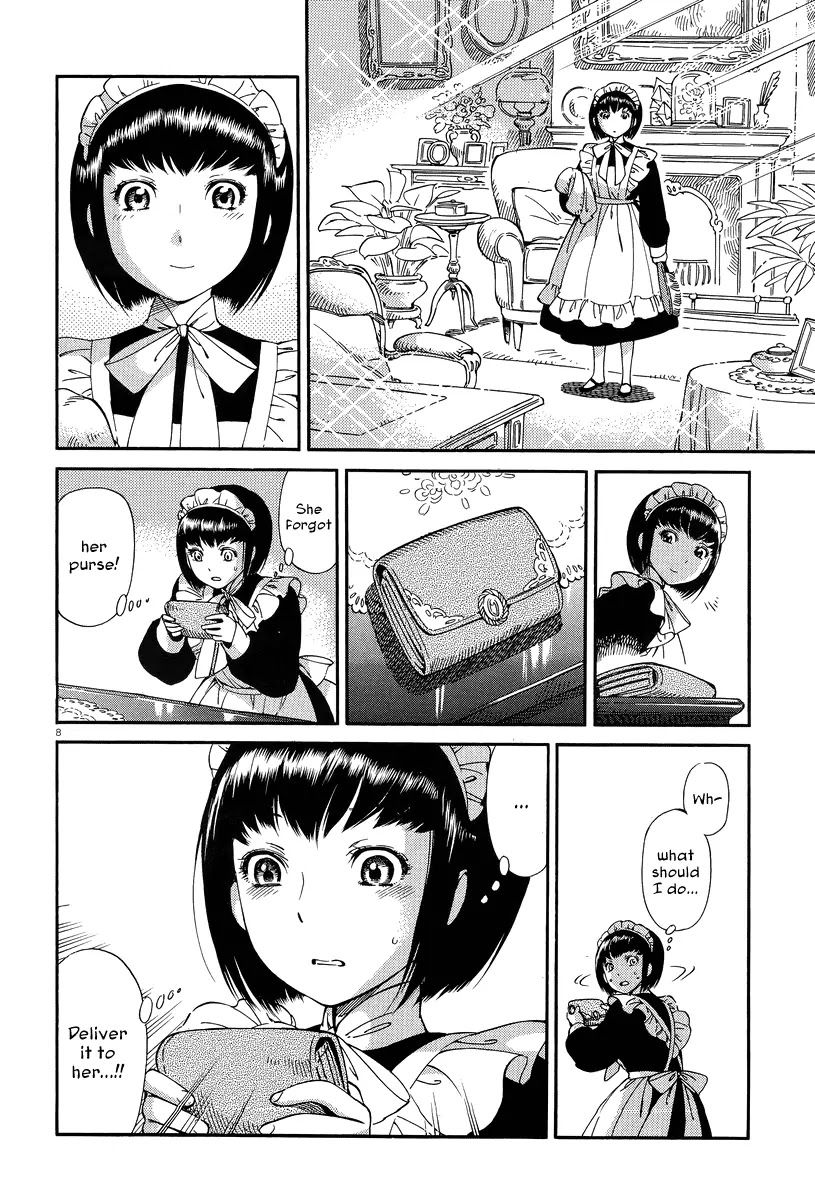 She
forgot
her
purse!
8
Wh-
what
should
I do...
...
Deliver
it to
her...!!